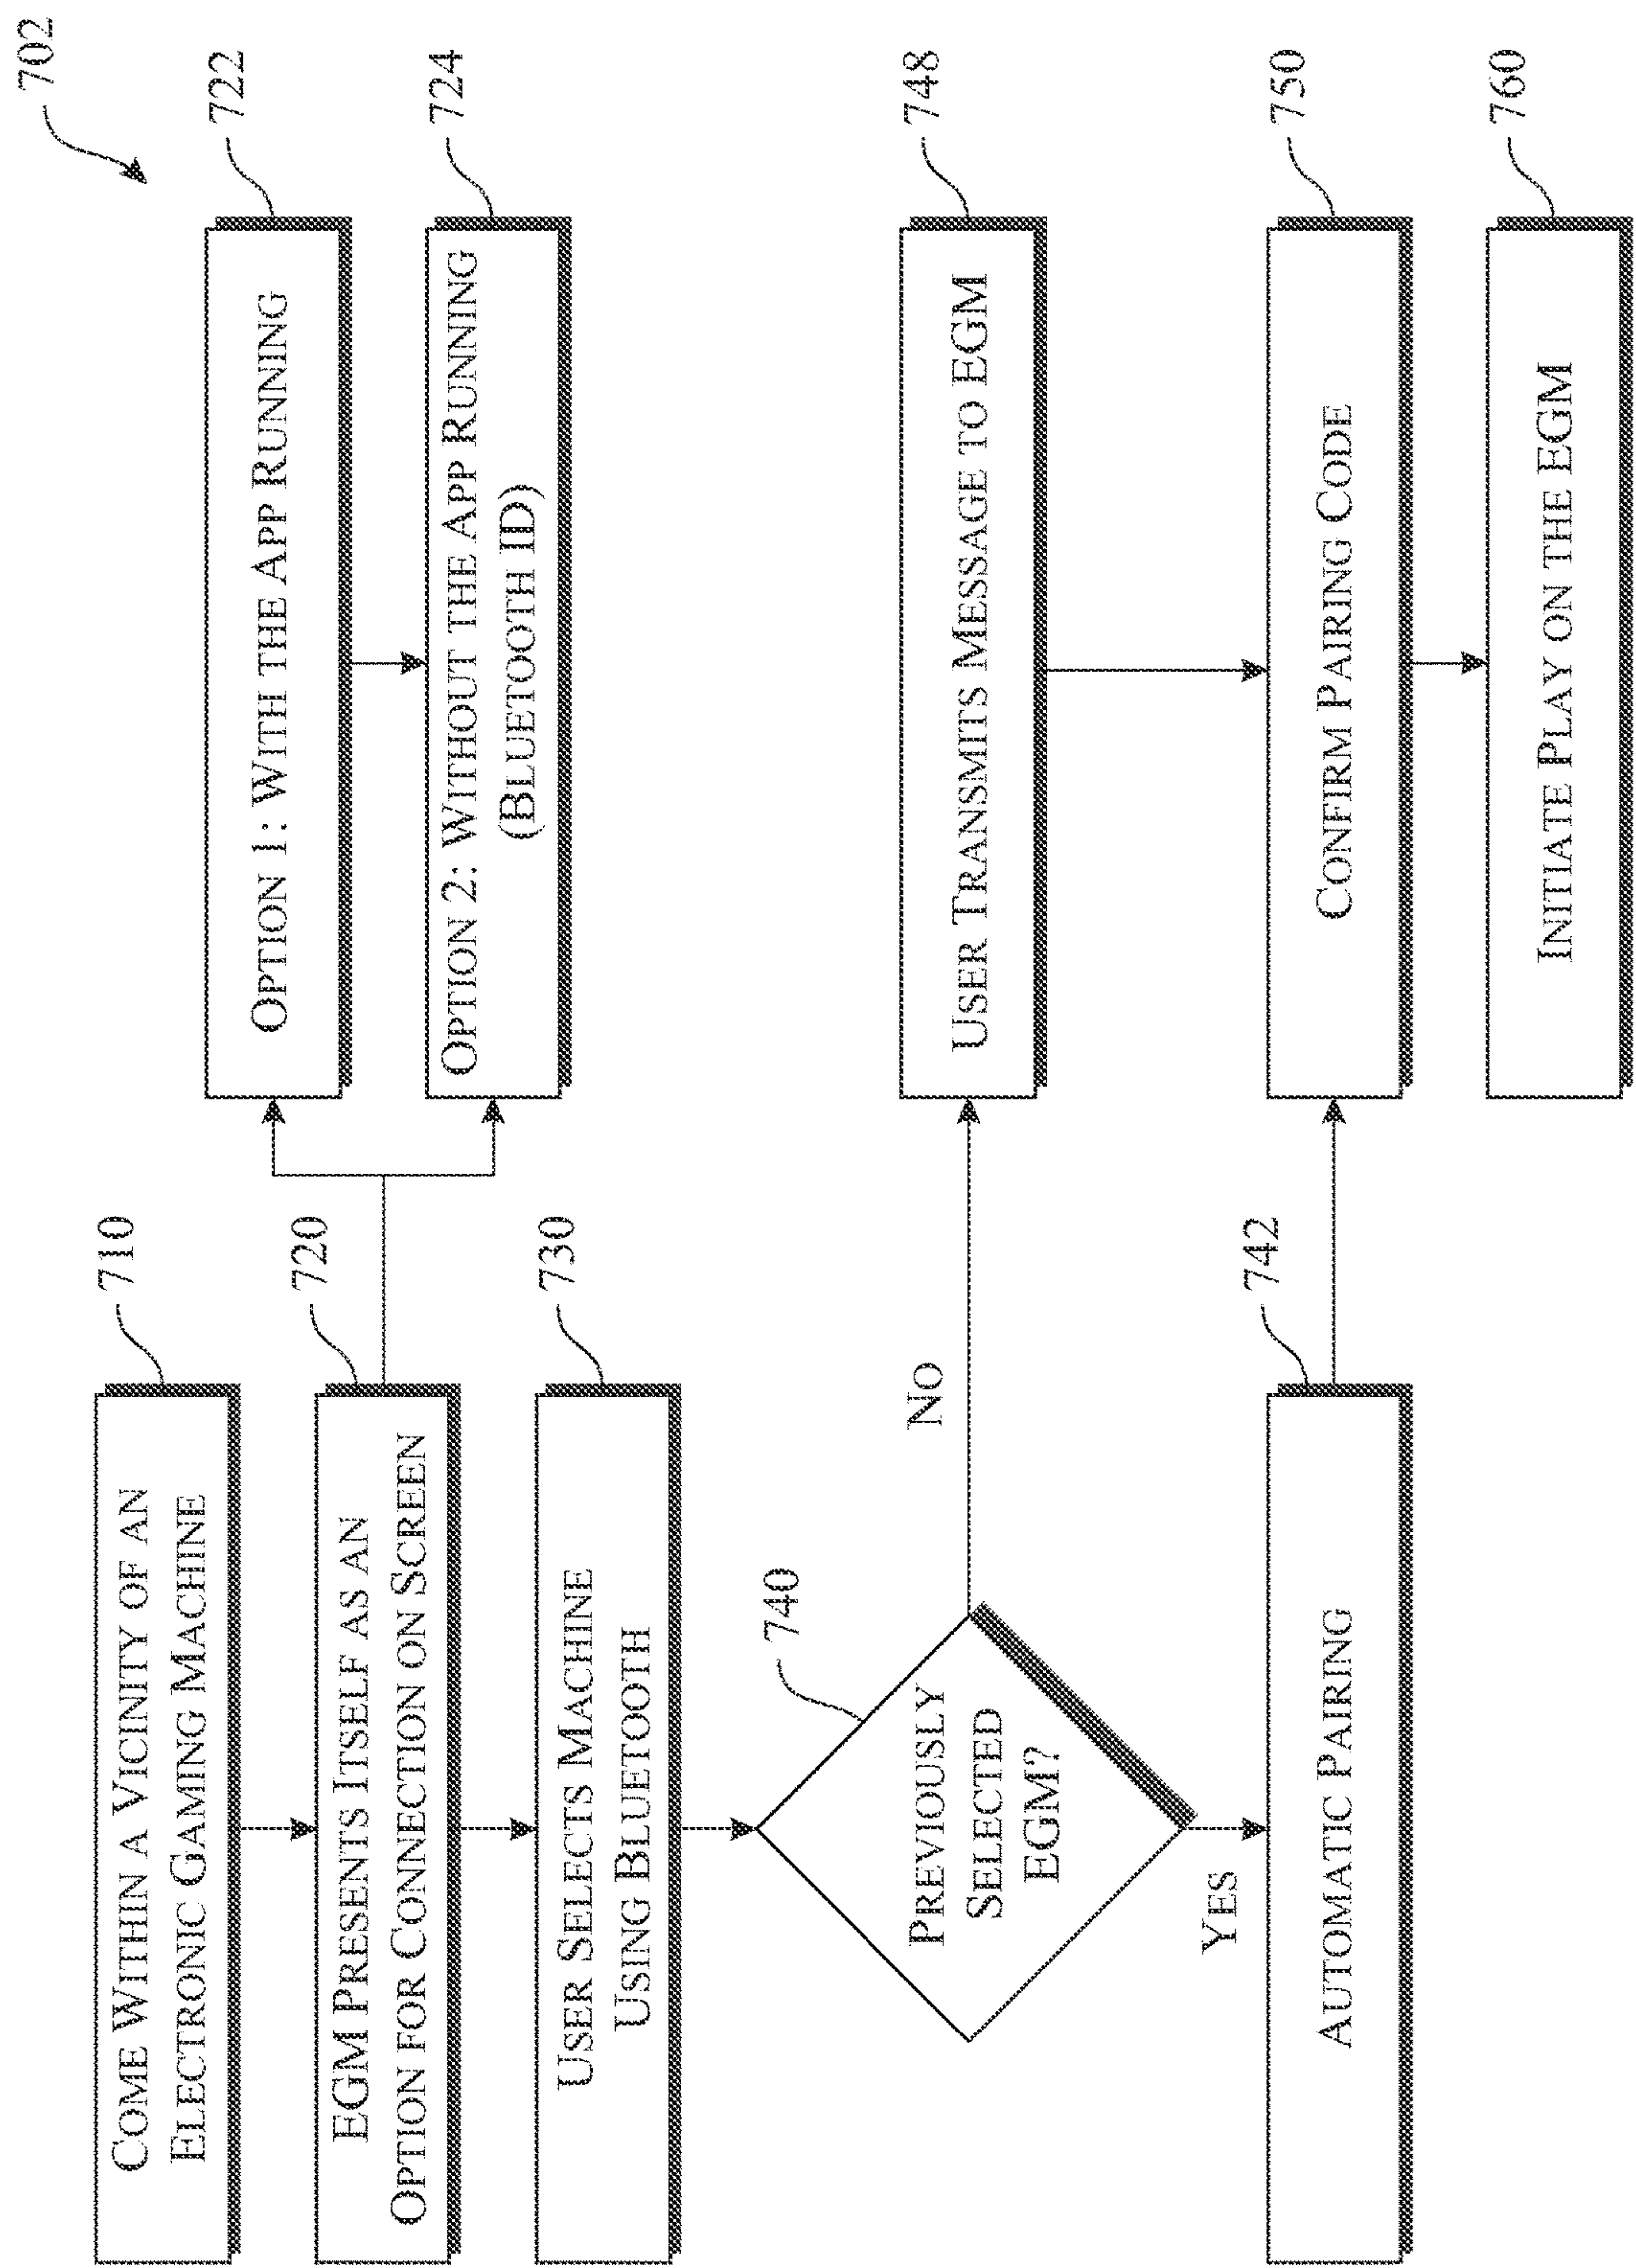 702
710
COME WITHIN A VICINITY OF AN
ELECTRONIC GAMING MACHINE
720
EGM PRESENTS ITSELF AS AN
OPTION FOR CONNECTION ON SCREEN
722
OPTION 1: WITH THE APP RUNNING
724
OPTION 2: WITHOUT THE APP RUNNING
(BLUETOOTH ID)
730
USER SELECTS MACHINE
USING BLUETOOTH
740
PREVIOUSLY
SELECTED
EGM?
NO
748
USER TRANSMITS MESSAGE TO EGM
YES
742
AUTOMATIC PAIRING
750
CONFIRM PAIRING CODE
760
INITIATE PLAY ON THE EGM